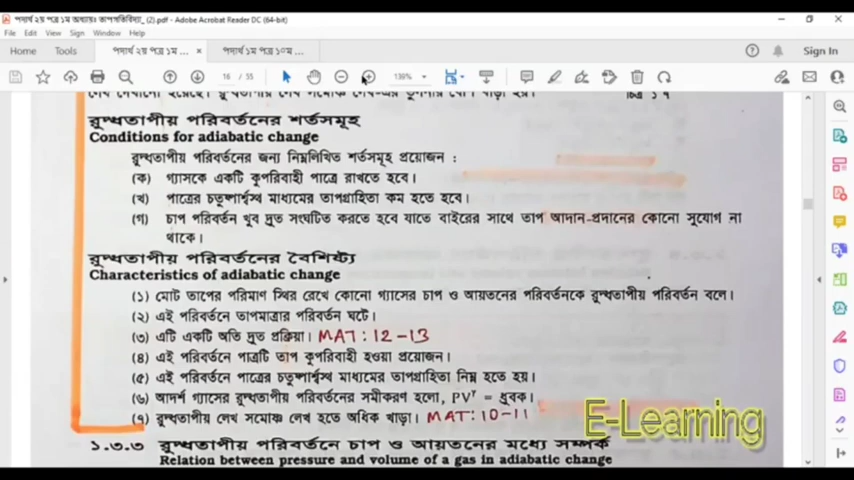 পদার্থ ২য় পত্র ১ম অধ্যায়ঃ তাপগতিবিদ্যা_ (2).pdf - Adobe Acrobat Reader DC (64-bit)
File Edit View Sign Window Help
Home Tools পদার্থ ২য় পত্র ১ম ... × পদার্থ ১ম পত্র ১০ম ... Sign In
16 / 55 139%
চিত্র ১৭
রুদ্ধতাপীয় পরিবর্তনের শর্তসমূহ
Conditions for adiabatic change
রুদ্ধতাপীয় পরিবর্তনের জন্য নিম্নলিখিত শর্তসমূহ প্রয়োজন :
(ক) গ্যাসকে একটি কুপরিবাহী পাত্রে রাখতে হবে।
(খ) পাত্রের চতুষ্পার্শ্বস্থ মাধ্যমের তাপগ্রাহিতা কম হতে হবে।
(গ) চাপ পরিবর্তন খুব দ্রুত সংঘটিত করতে হবে যাতে বাইরের সাথে তাপ আদান-প্রদানের কোনো সুযোগ না
থাকে।
রুদ্ধতাপীয় পরিবর্তনের বৈশিষ্ট্য
Characteristics of adiabatic change
(১) মোট তাপের পরিমাণ স্থির রেখে কোনো গ্যাসের চাপ ও আয়তনের পরিবর্তনকে রুদ্ধতাপীয় পরিবর্তন বলে।
(২) এই পরিবর্তনে তাপমাত্রার পরিবর্তন ঘটে।
(৩) এটি একটি অতি দ্রুত প্রক্রিয়া। MAT: 12-13
(৪) এই পরিবর্তনে পাত্রটি তাপ কুপরিবাহী হওয়া প্রয়োজন।
(৫) এই পরিবর্তনে পাত্রের চতুষ্পার্শ্বস্থ মাধ্যমের তাপগ্রাহিতা নিম্ন হতে হয়।
(৬) আদর্শ গ্যাসের রুদ্ধতাপীয় পরিবর্তনের সমীকরণ হলো, PVʳ = ধ্রুবক।
(৭) রুদ্ধতাপীয় লেখ সমোষ্ণ লেখ হতে অধিক খাড়া। MAT: 10-11
E-Learning
১.৩.৩ রুদ্ধতাপীয় পরিবর্তনে চাপ ও আয়তনের মধ্যে সম্পর্ক
Relation between pressure and volume of a gas in adiabatic change